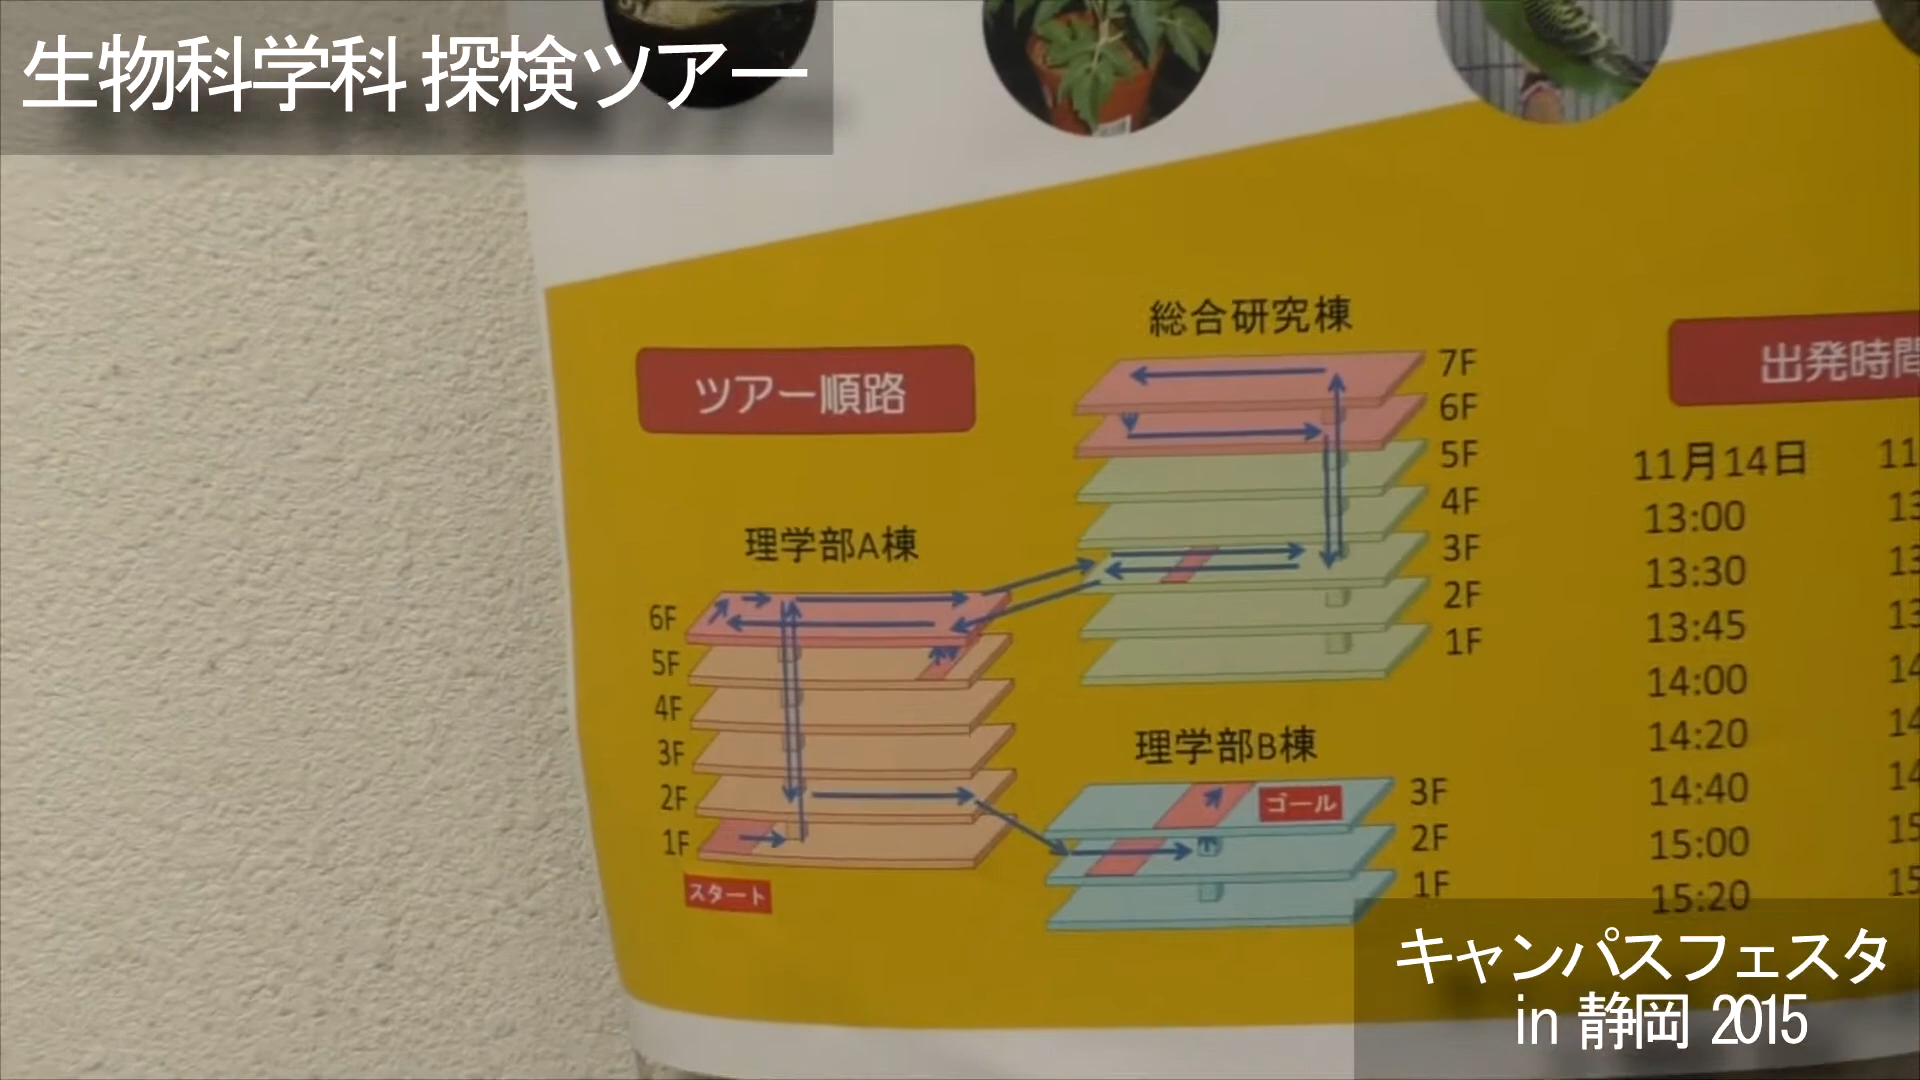 生物科学科 探検ツアー
総合研究棟
ツアー順路
7F
6F
5F
4F
3F
2F
1F
理学部A棟
6F
5F
4F
3F
2F
1F
スタート
理学部B棟
3F
2F
1F
ゴール
出発時間
11月14日
13:00
13:30
13:45
14:00
14:20
14:40
15:00
15:20
キャンパスフェスタ
in 静岡 2015